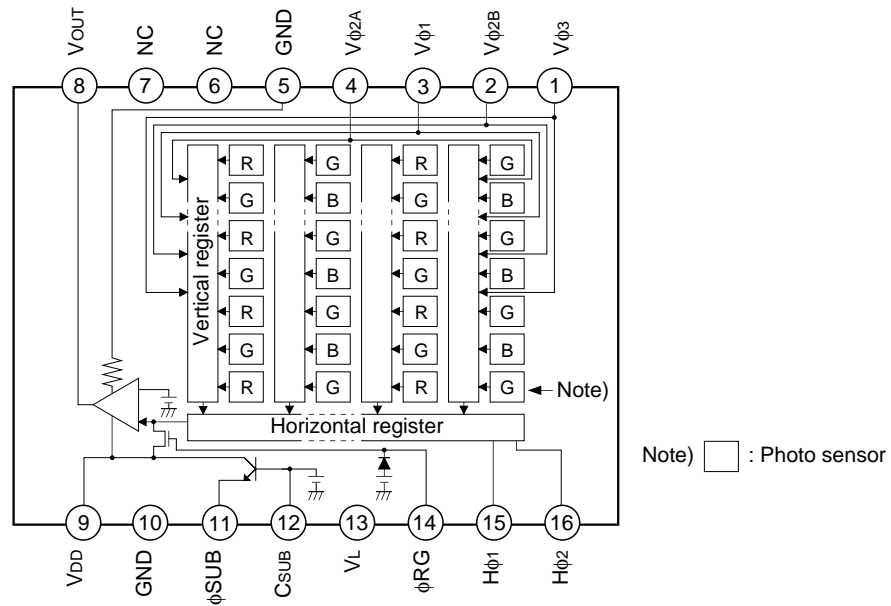 VOUT NC NC GND Vϕ2A Vϕ1 Vϕ2B Vϕ3
8 7 6 5 4 3 2 1
R G R G
G B G B
R G R G
G B G B
R G R G
G B G B
R G R G
Vertical register
Note)
Horizontal register
Note) : Photo sensor
9 10 11 12 13 14 15 16
VDD GND ϕSUB CSUB VL ϕRG Hϕ1 Hϕ2